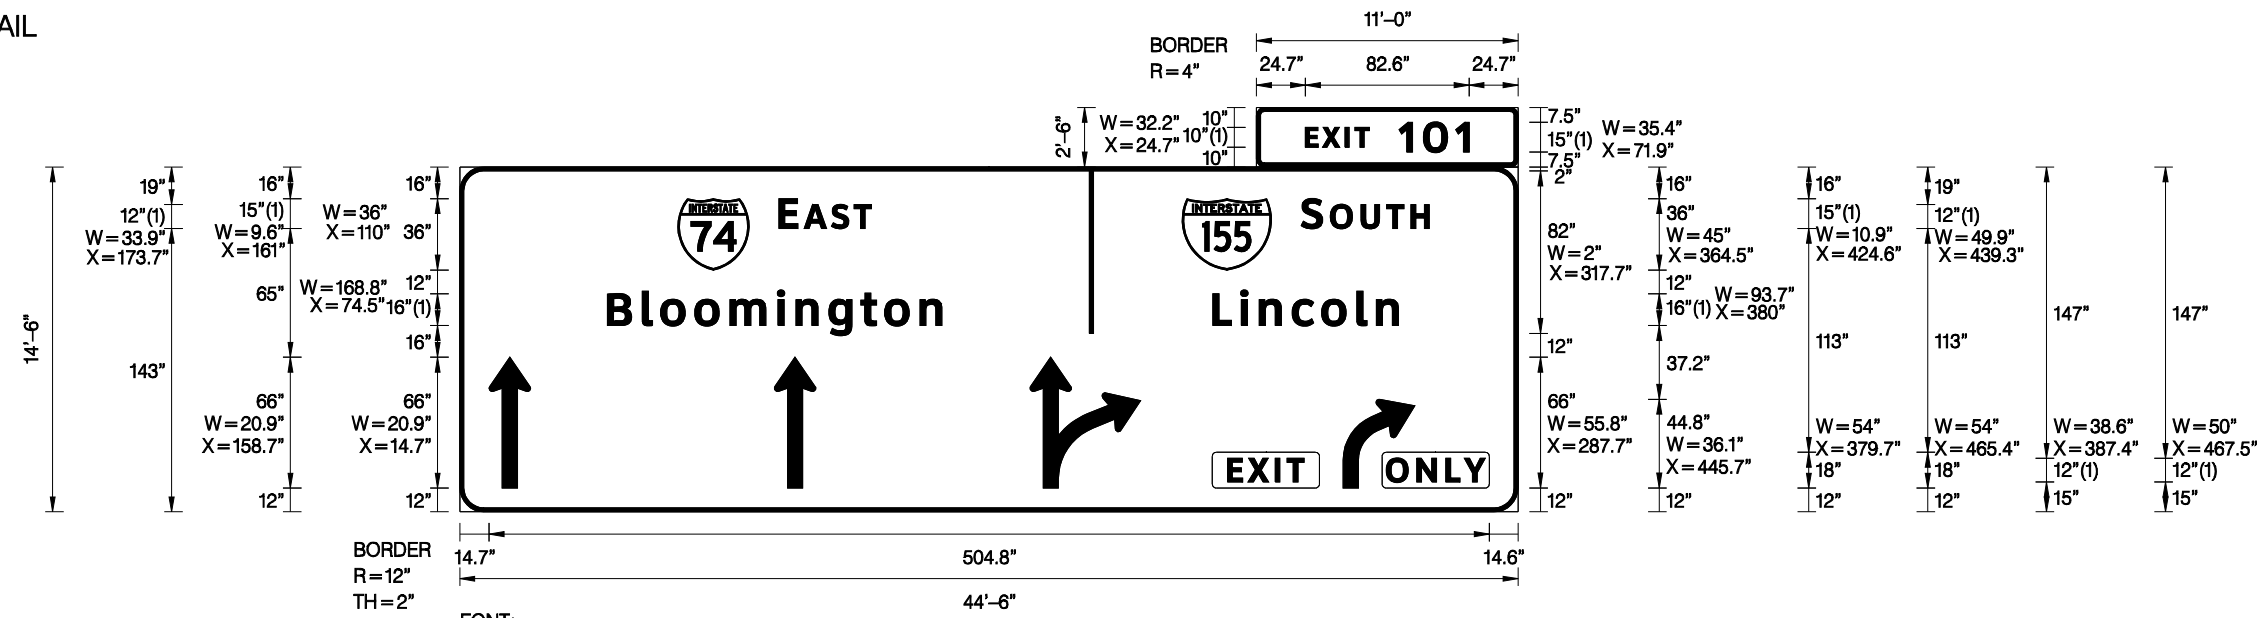 AIL
11'–0"
BORDER
R=4"
24.7" 82.6" 24.7"
2'–6"
W=32.2"
X=24.7"
10"
10"(1)
10"
EXIT 101
7.5"
15"(1)
7.5"
W=35.4"
X=71.9"
14'–6"
19"
12"(1)
W=33.9"
X=173.7"
143"
16"
15"(1)
W=9.6"
X=161"
65"
66"
W=20.9"
X=158.7"
12"
16"
W=36"
X=110" 36"
12"
W=168.8"
X=74.5" 16"(1)
16"
66"
W=20.9"
X=14.7"
12"
INTERSTATE
74
EAST
Bloomington
INTERSTATE
155
SOUTH
Lincoln
EXIT ONLY
2"
82"
W=2"
X=317.7"
12"
66"
W=55.8"
X=287.7"
12"
16"
36"
W=45"
X=364.5"
12"
16"(1)
W=93.7"
X=380"
37.2"
44.8"
W=36.1"
X=445.7"
12"
16"
15"(1)
W=10.9"
X=424.6"
113"
W=54"
X=379.7"
18"
12"
19"
12"(1)
W=49.9"
X=439.3"
113"
W=54"
X=465.4"
18"
12"
147"
W=38.6"
X=387.4"
12"(1)
15"
147"
W=50"
X=467.5"
12"(1)
15"
BORDER
R=12"
TH=2"
14.7" 504.8" 14.6"
44'–6"
FONT: